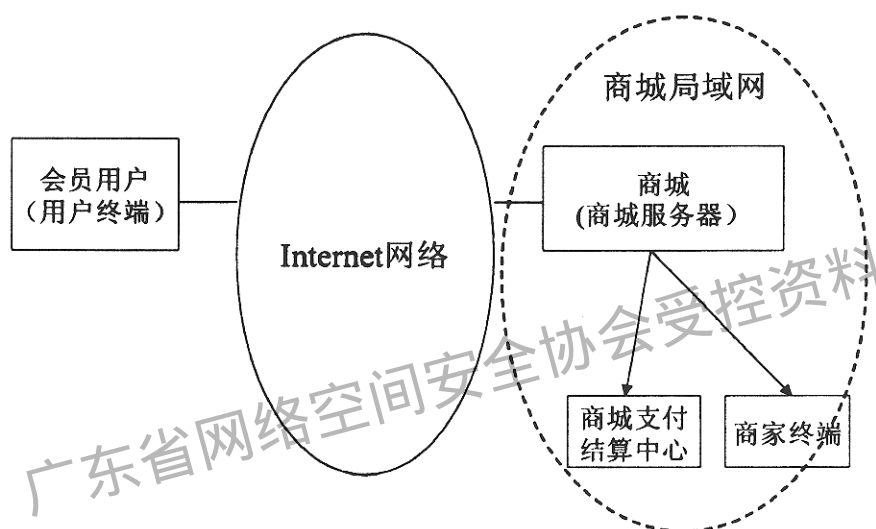 商城局域网
会员用户
（用户终端）
商城
(商城服务器）
Internet网络
商城支付
结算中心
商家终端
广东省网络空间安全协会受控资料